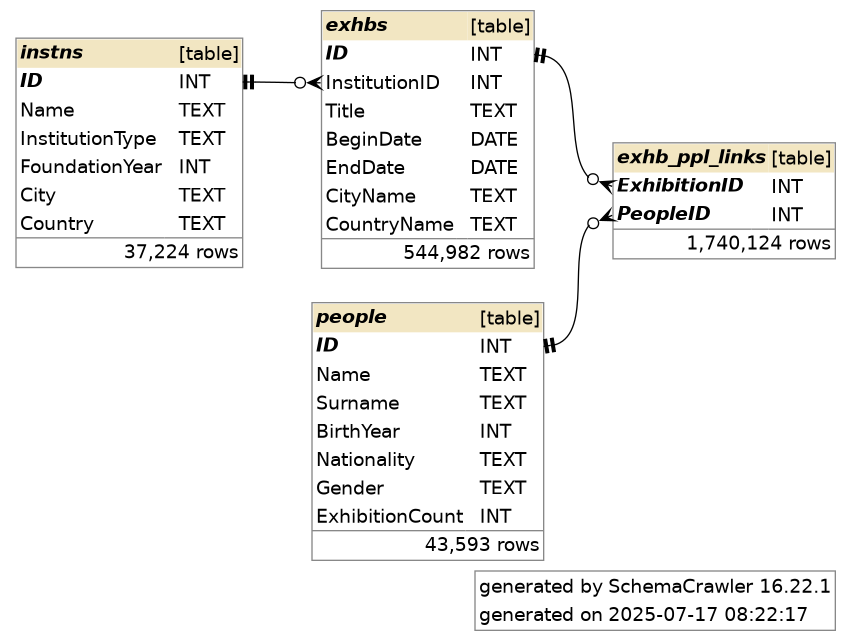 instns [table]
ID INT
Name TEXT
InstitutionType TEXT
FoundationYear INT
City TEXT
Country TEXT
37,224 rows
exhbs [table]
ID INT
InstitutionID INT
Title TEXT
BeginDate DATE
EndDate DATE
CityName TEXT
CountryName TEXT
544,982 rows
exhb_ppl_links [table]
ExhibitionID INT
PeopleID INT
1,740,124 rows
people [table]
ID INT
Name TEXT
Surname TEXT
BirthYear INT
Nationality TEXT
Gender TEXT
ExhibitionCount INT
43,593 rows
generated by SchemaCrawler 16.22.1
generated on 2025-07-17 08:22:17